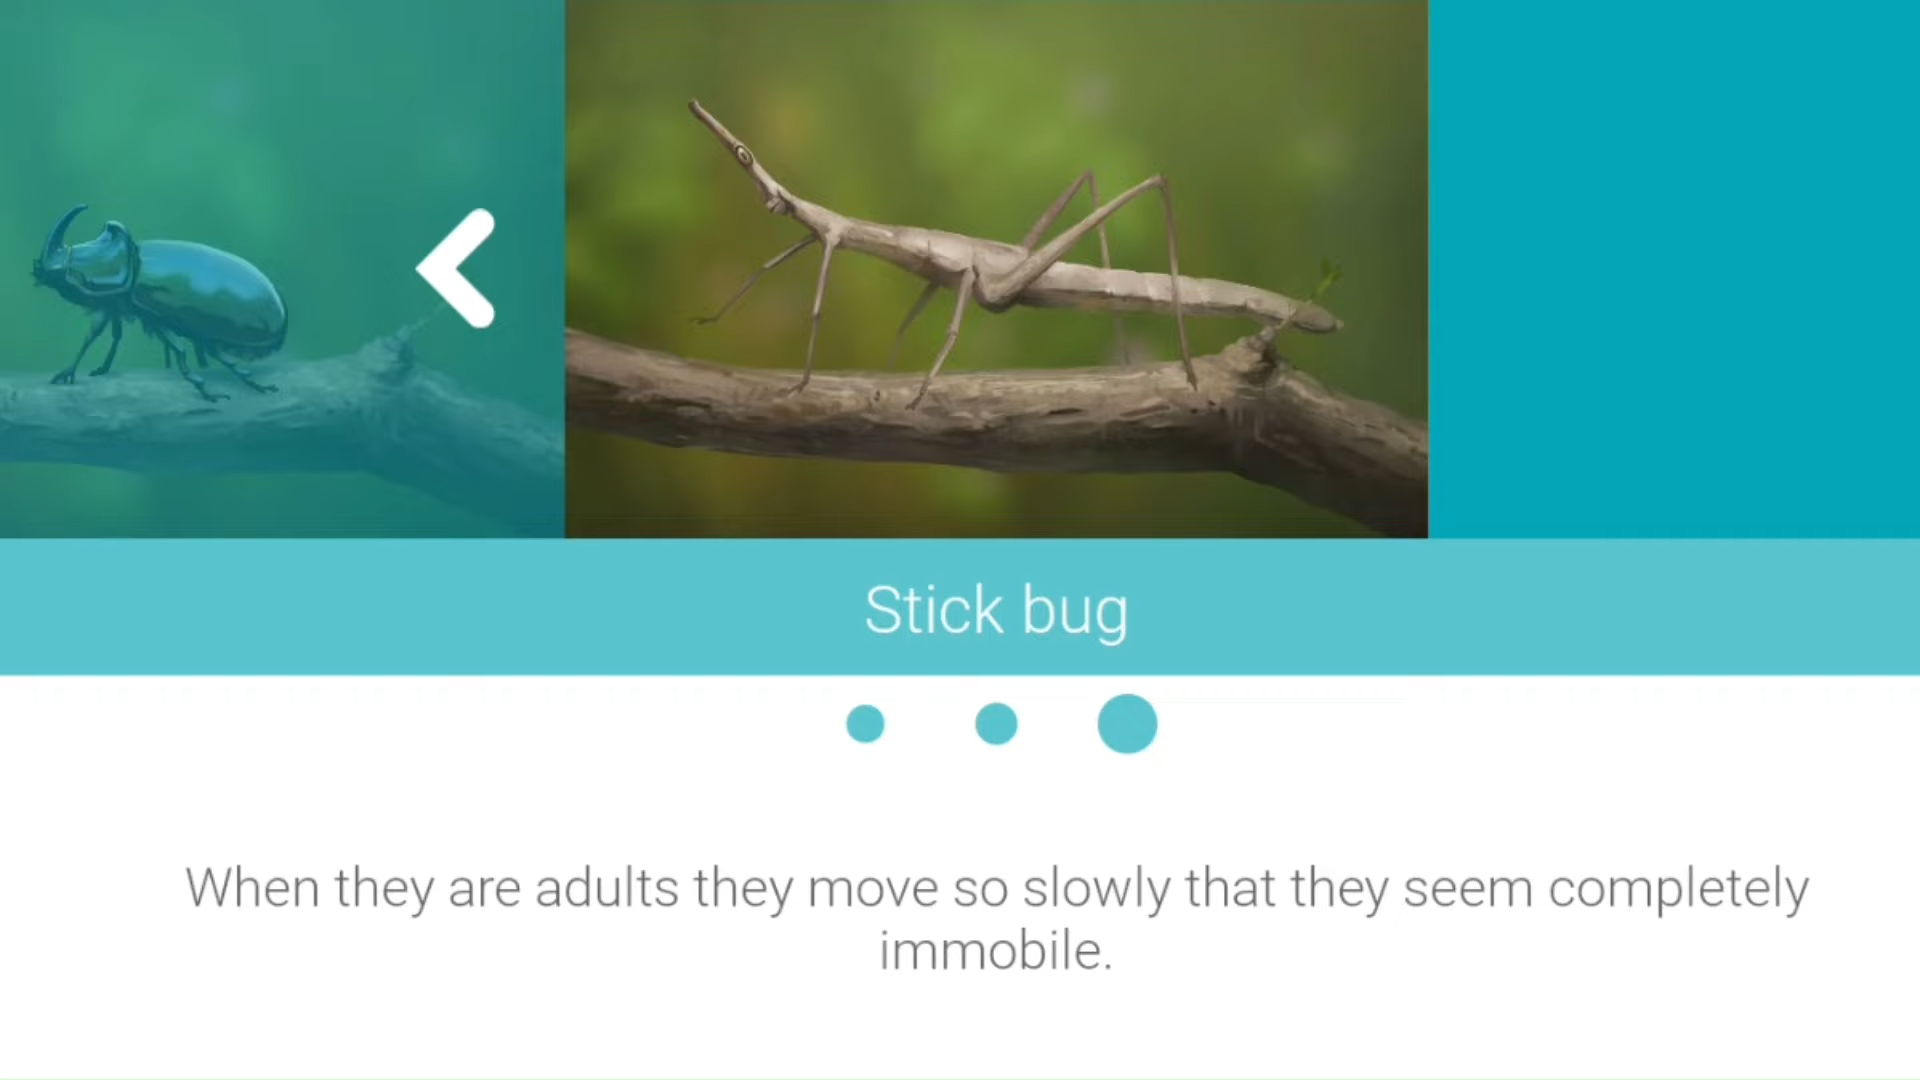 Stick bug
When they are adults they move so slowly that they seem completely
immobile.